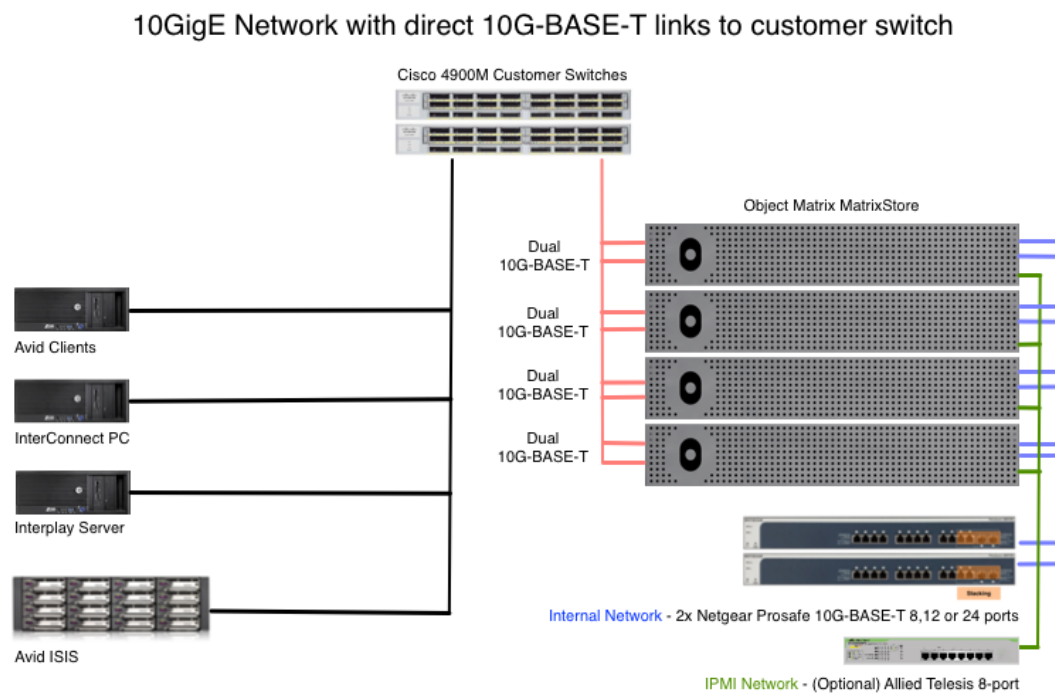 10GigE Network with direct 10G-BASE-T links to customer switch
Cisco 4900M Customer Switches
Object Matrix MatrixStore
Dual
10G-BASE-T
Dual
10G-BASE-T
Dual
10G-BASE-T
Dual
10G-BASE-T
Avid Clients
InterConnect PC
Interplay Server
Avid ISIS
Stacking
Internal Network - 2x Netgear Prosafe 10G-BASE-T 8,12 or 24 ports
IPMI Network - (Optional) Allied Telesis 8-port